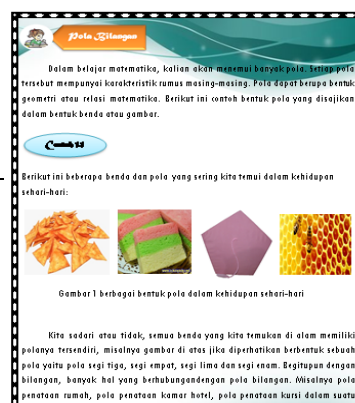 Pola Bilangan
Dalam belajar matematika, kalian akan menemui banyak pola. Setiap pola
tersebut mempunyai karakteristik rumus masing-masing. Pola dapat berupa bentuk
geometri atau relasi matematika. Berikut ini contoh bentuk pola yang disajikan
dalam bentuk benda atau gambar.
Berikut ini beberapa benda dan pola yang sering kita temui dalam kehidupan
sehari-hari:
Gambar 1 berbagai bentuk pola dalam kehidupan sehari-hari
Kita sadari atau tidak, semua benda yang kita temukan di alam memiliki
polanya tersendiri, misalnya gambar di atas jika diperhatikan berbentuk sebuah
pola yaitu pola segi tiga, segi empat, segi lima dan segi enam. Begitupun dengan
bilangan, banyak hal yang berhubungandengan pola bilangan. Misalnya pola
penataan rumah, pola penataan kamar hotel, pola penataan kursi dalam suatu